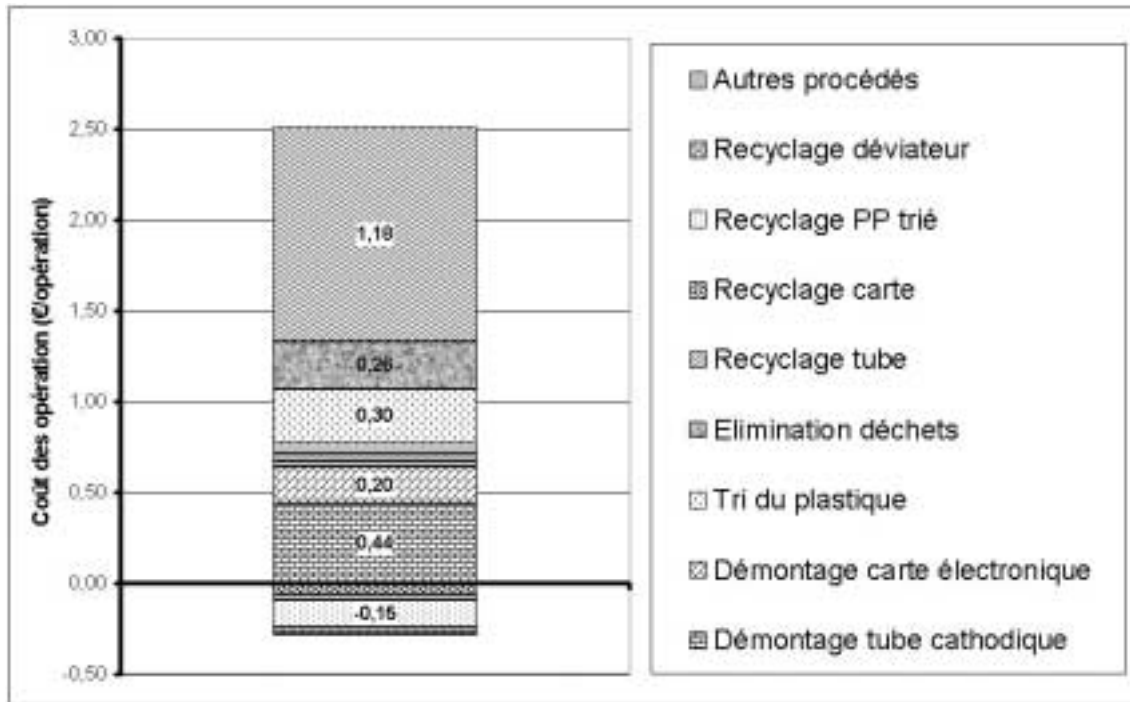 Coût des opération (€/opération)
3,00
2,50
2,00
1,50
1,00
0,50
0,00
-0,50
1,18
0,26
0,30
0,20
0,44
-0,15
Autres procédés
Recyclage déviateur
Recyclage PP trié
Recyclage carte
Recyclage tube
Elimination déchets
Tri du plastique
Démontage carte électronique
Démontage tube cathodique